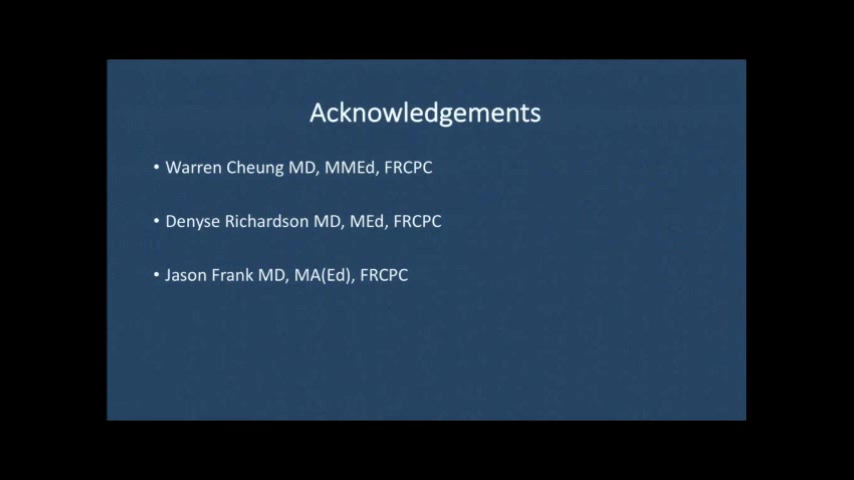 Acknowledgements
• Warren Cheung MD, MMEd, FRCPC
• Denyse Richardson MD, MEd, FRCPC
• Jason Frank MD, MA(Ed), FRCPC